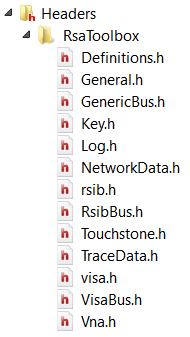 Headers
RsaToolbox
Definitions.h
General.h
GenericBus.h
Key.h
Log.h
NetworkData.h
rsib.h
RsibBus.h
Touchstone.h
TraceData.h
visa.h
VisaBus.h
Vna.h